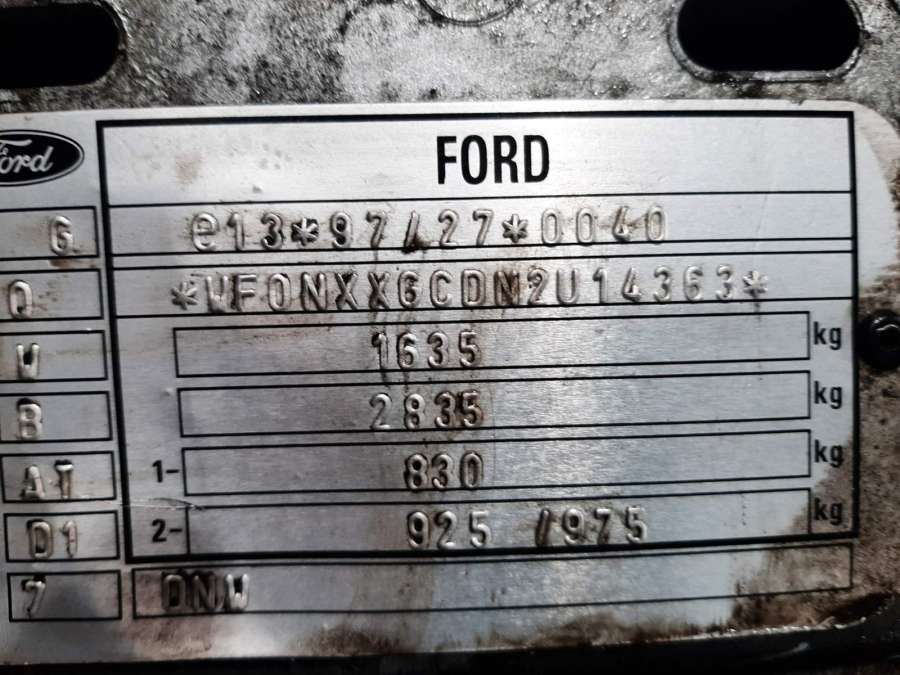 Ford
FORD
G e13*97/27*0040
Q *WF0NXXGCDN2U14363*
W 1635 kg
B 2835 kg
AT 1- 830 kg
D1 2- 925 /975 kg
7 DNW